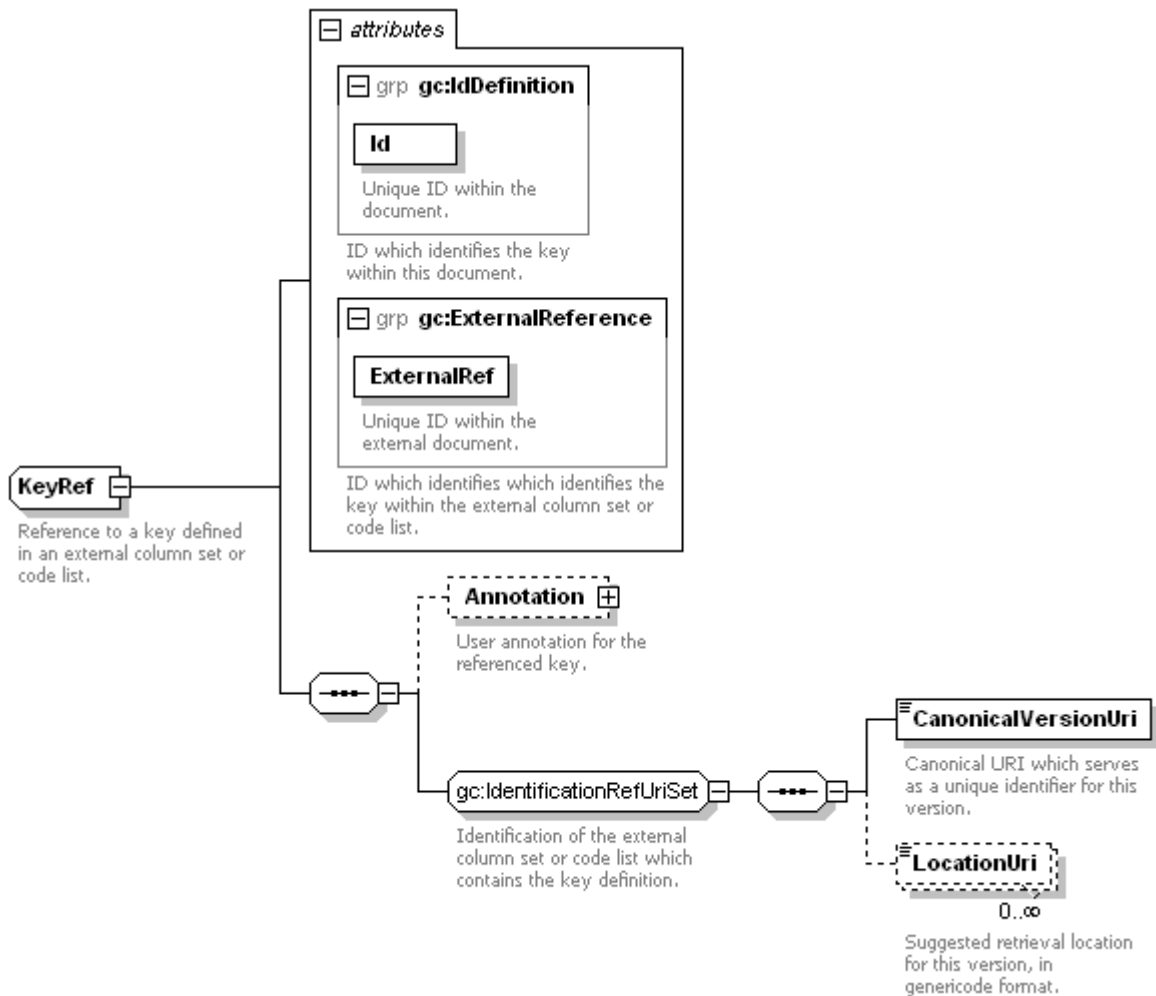 attributes
grp gc:IdDefinition
Id
Unique ID within the
document.
ID which identifies the key
within this document.
grp gc:ExternalReference
ExternalRef
Unique ID within the
external document.
ID which identifies which identifies the
key within the external column set or
code list.
KeyRef
Reference to a key defined
in an external column set or
code list.
Annotation
User annotation for the
referenced key.
gc:IdentificationRefUriSet
Identification of the external
column set or code list which
contains the key definition.
CanonicalVersionUri
Canonical URI which serves
as a unique identifier for this
version.
LocationUri
0..∞
Suggested retrieval location
for this version, in
genericode format.